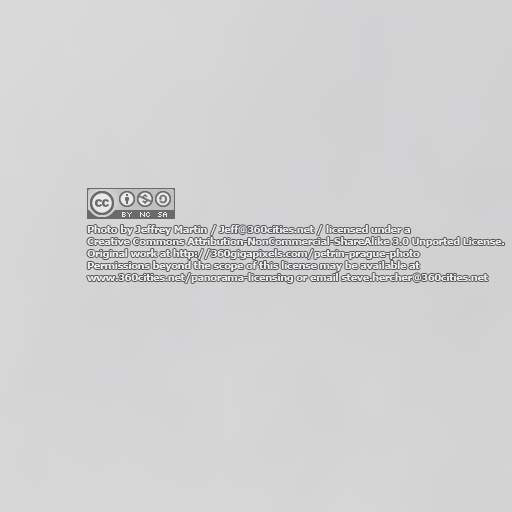 cc
BY NC SA
Photo by Jeffrey Martin / Jeff@360cities.net / licensed under a
Creative Commons Attribution-NonCommercial-ShareAlike 3.0 Unported License.
Original work at http://360gigapixels.com/petrin-prague-photo
Permissions beyond the scope of this license may be available at
www.360cities.net/panorama-licensing or email steve.hercher@360cities.net